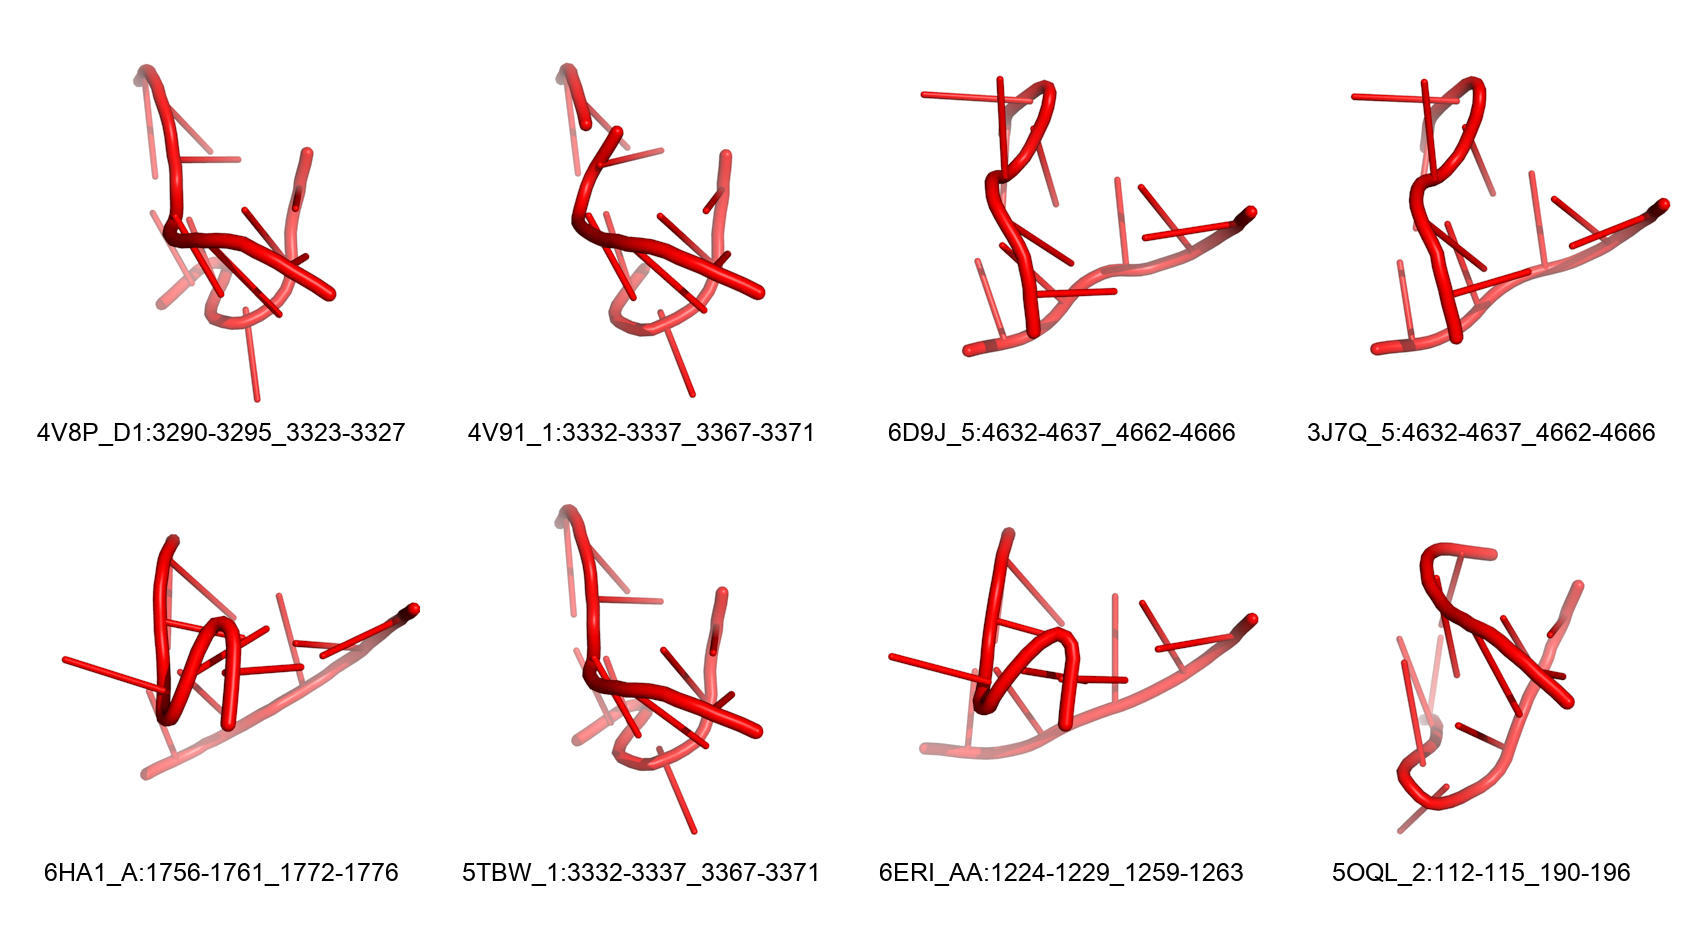 4V8P_D1:3290-3295_3323-3327
4V91_1:3332-3337_3367-3371
6D9J_5:4632-4637_4662-4666
3J7Q_5:4632-4637_4662-4666
6HA1_A:1756-1761_1772-1776
5TBW_1:3332-3337_3367-3371
6ERI_AA:1224-1229_1259-1263
5OQL_2:112-115_190-196